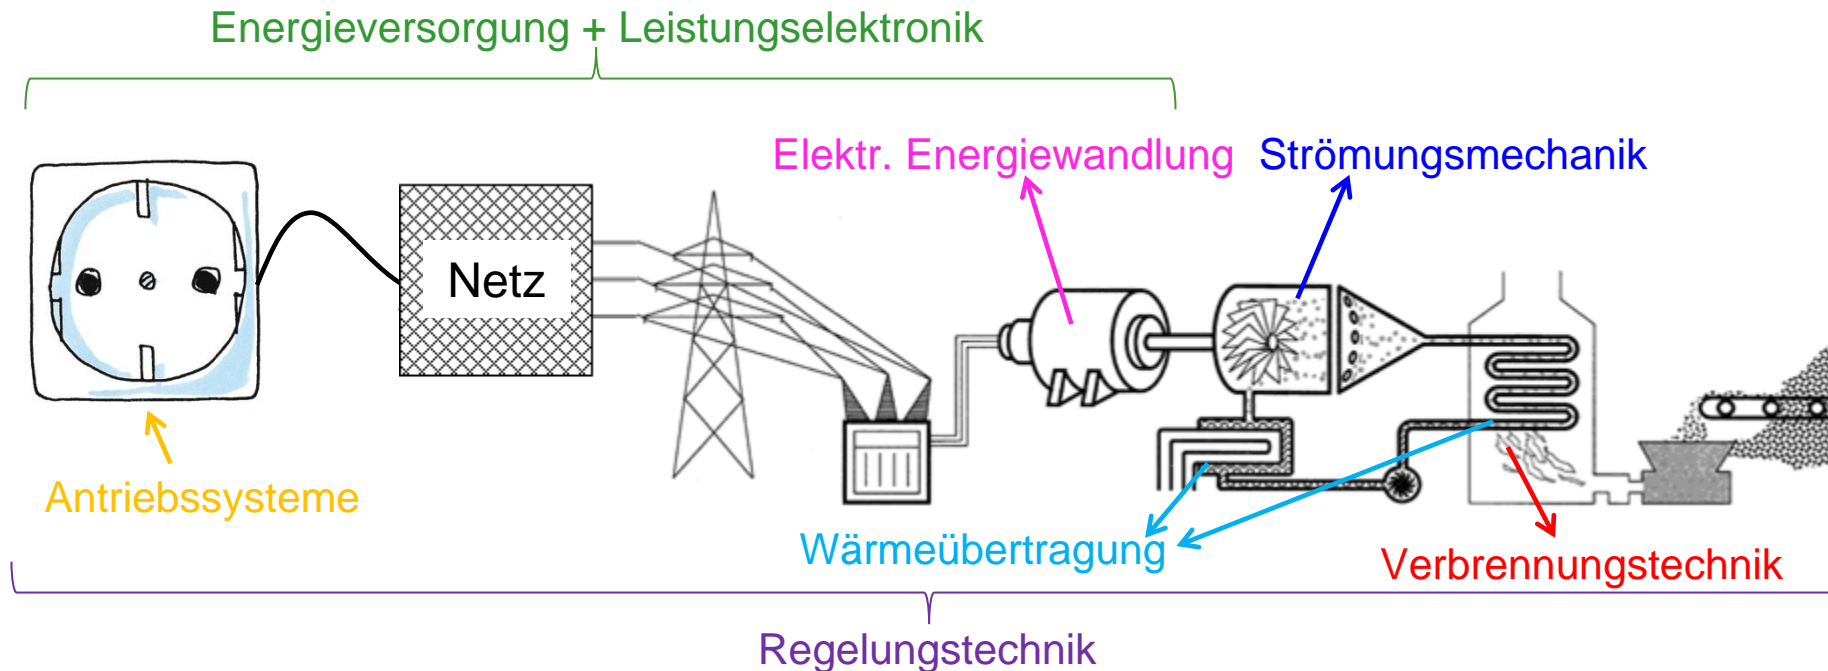 Energieversorgung + Leistungselektronik
Elektr. Energiewandlung
Strömungsmechanik
Netz
Antriebssysteme
Wärmeübertragung
Verbrennungstechnik
Regelungstechnik